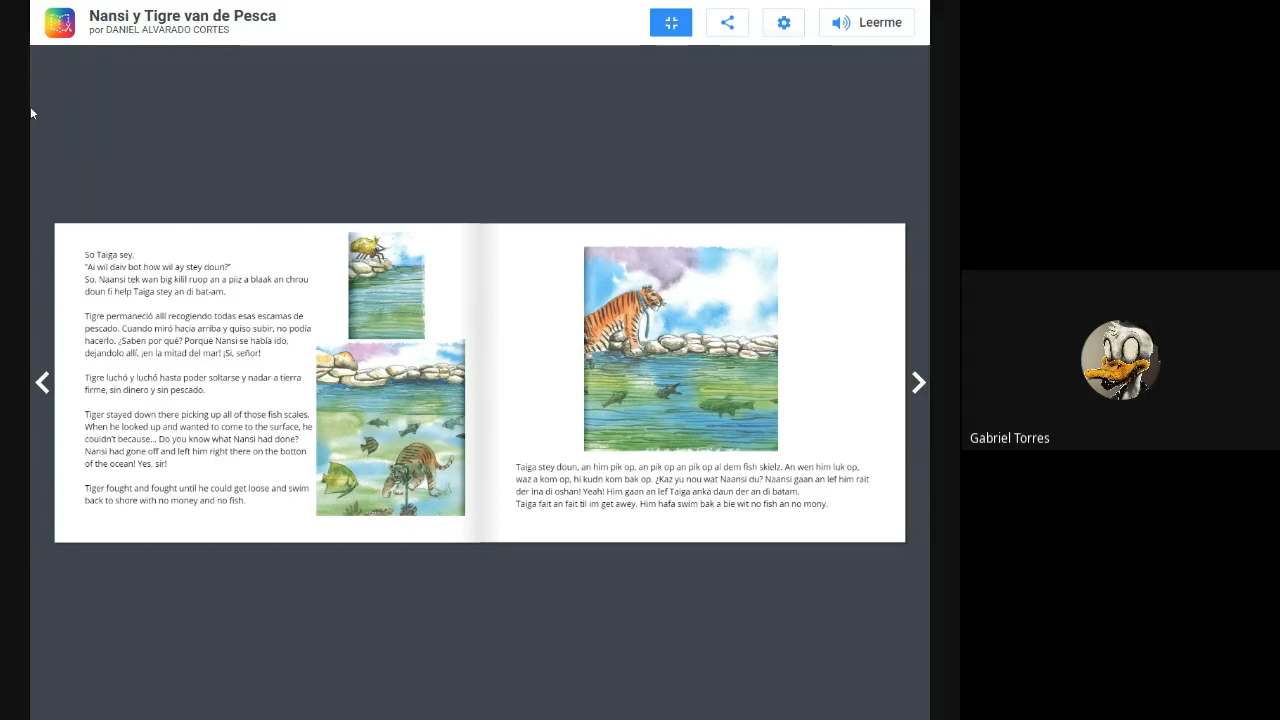 Nansi y Tigre van de Pesca
por DANIEL ALVARADO CORTES
Leerme
So Taiga sey,
"Ai wil daiv bot how wil ay stey doun?"
So, Naansi tek wan big kilil ruop an a piiz a blaak an chrou
doun fi help Taiga stey an di bat-am.
Tigre permaneció allí recogiendo todas esas escamas de
pescado. Cuando miró hacia arriba y quiso subir, no podía
hacerlo. ¿Saben por qué? Porque Nansi se había ido,
dejandolo allí, ¡en la mitad del mar! ¡Si, señor!
Tigre luchó y luchó hasta poder soltarse y nadar a tierra
firme, sin dinero y sin pescado.
Tiger stayed down there picking up all of those fish scales.
When he looked up and wanted to come to the surface, he
couldn't because... Do you know what Nansi had done?
Nansi had gone off and left him right there on the botton
of the ocean! Yes, sir!
Tiger fought and fought until he could get loose and swim
back to shore with no money and no fish.
Taiga stey doun, an him pik op, an pik op an pik op al dem fish skielz. An wen him luk op,
waz a kom op, hi kudn kom bak op. ¿Kaz yu nou wat Naansi du? Naansi gaan an lef him rait
der ina di oshan! Yeah! Him gaan an lef Taiga anka daun der an di batam.
Taiga fait an fait til im get awey. Him hafa swim bak a bie wit no fish an no mony.
Gabriel Torres